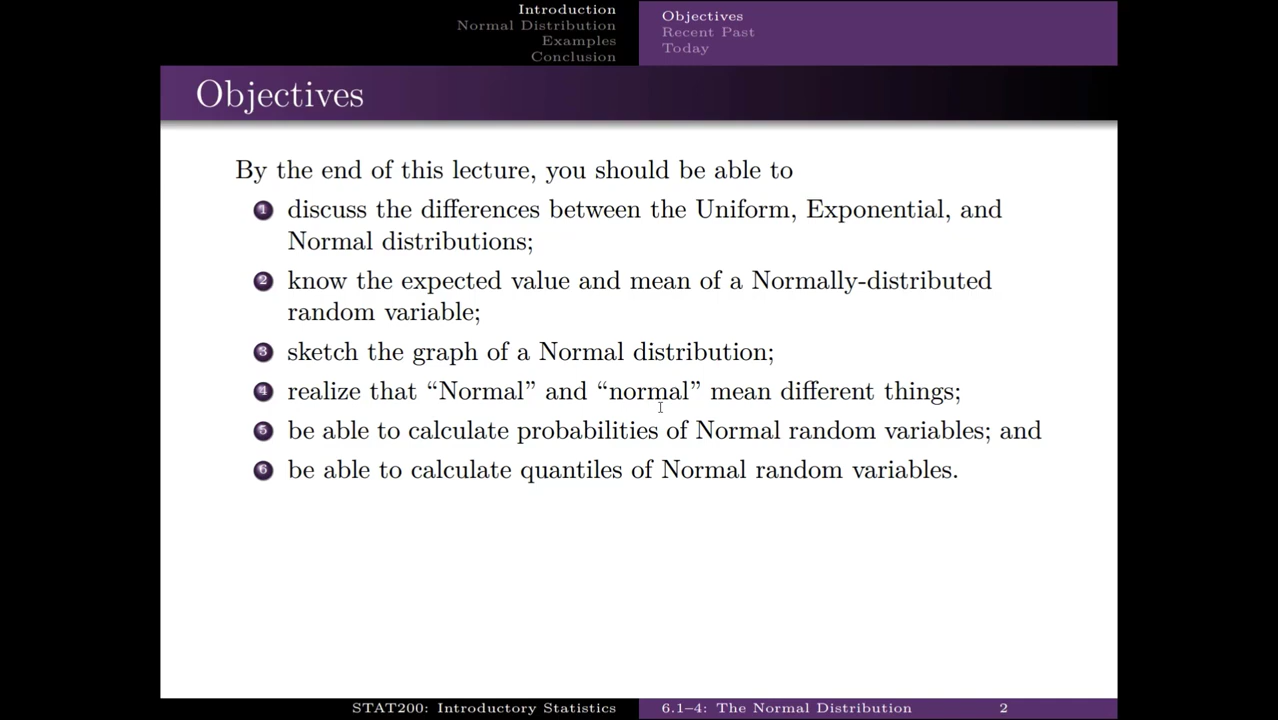 Introduction
Normal Distribution
Examples
Conclusion
Objectives
Recent Past
Today
Objectives
By the end of this lecture, you should be able to
1 discuss the differences between the Uniform, Exponential, and
Normal distributions;
2 know the expected value and mean of a Normally-distributed
random variable;
3 sketch the graph of a Normal distribution;
4 realize that “Normal” and “normal” mean different things;
5 be able to calculate probabilities of Normal random variables; and
6 be able to calculate quantiles of Normal random variables.
STAT200: Introductory Statistics
6.1–4: The Normal Distribution
2